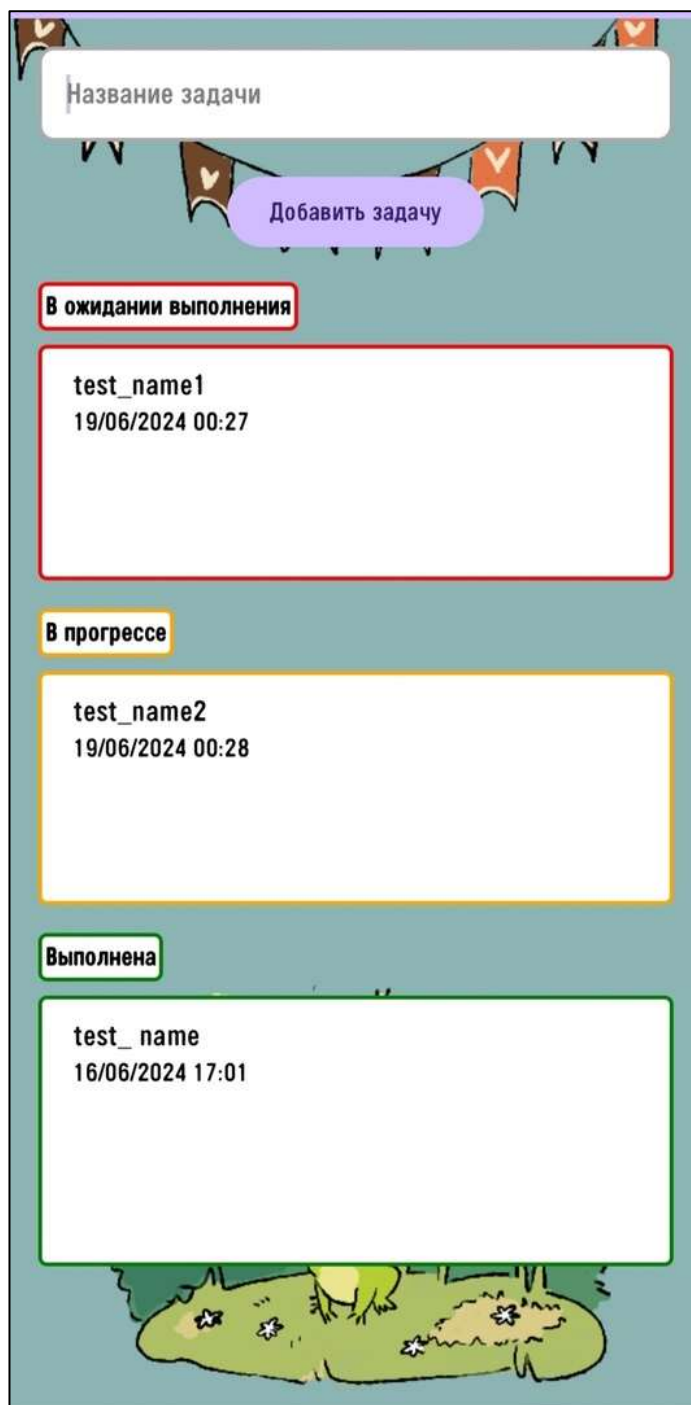 Название задачи
Добавить задачу
В ожидании выполнения
test_name1
19/06/2024 00:27
В прогрессе
test_name2
19/06/2024 00:28
Выполнена
test_ name
16/06/2024 17:01